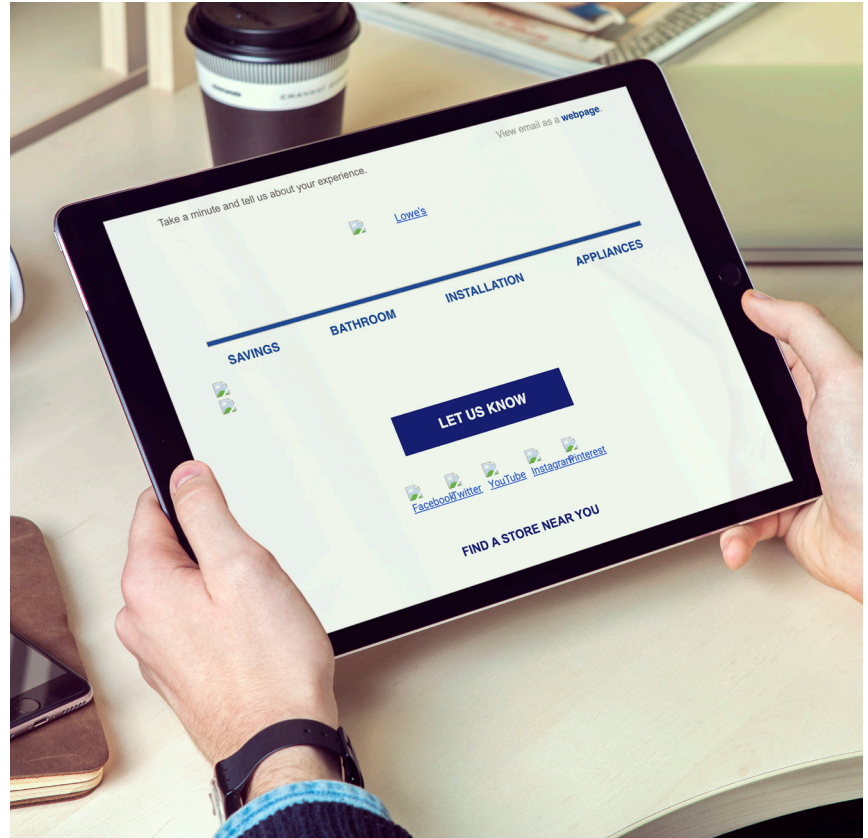 View email as a webpage.
Take a minute and tell us about your experience.
Lowe's
SAVINGS BATHROOM INSTALLATION APPLIANCES
LET US KNOW
Facebook Twitter YouTube Instagram Pinterest
FIND A STORE NEAR YOU